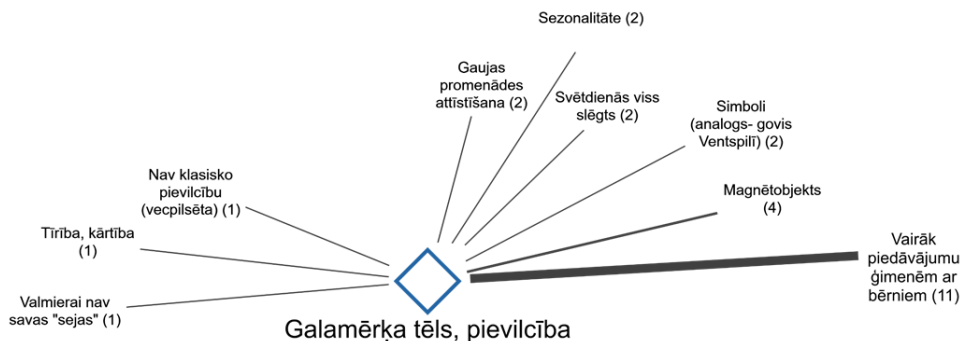 Sezonalitāte (2)
Gaujas
promenādes
attīstīšana (2)
Svētdienās viss
slēgts (2)
Simboli
(analogs- govis
Ventspilī) (2)
Nav klasisko
pievilcību
(vecpilsēta) (1)
Magnētobjekts
(4)
Tīrība, kārtība
(1)
Vairāk
piedāvājumu
ģimenēm ar
bērniem (11)
Valmierai nav
savas "sejas" (1)
Galamērķa tēls, pievilcība